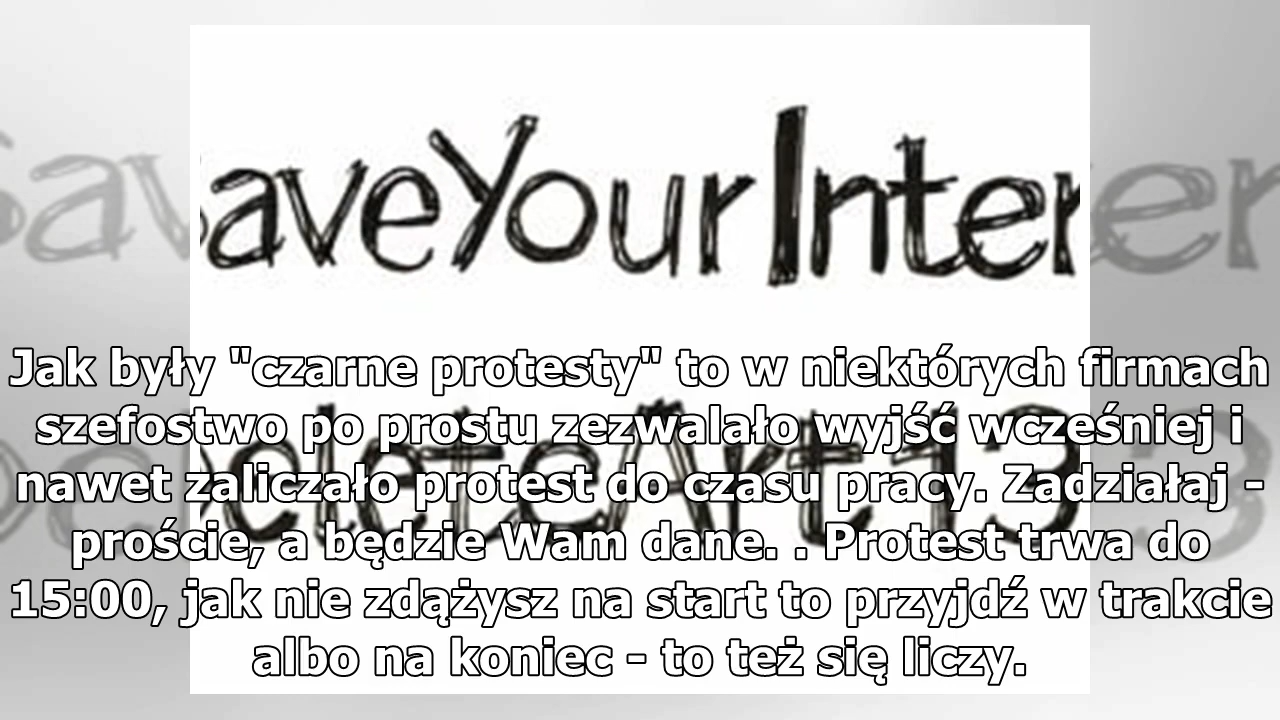 aveYourInter
Jak były "czarne protesty" to w niektórych firmach
szefostwo po prostu zezwalało wyjść wcześniej i
nawet zaliczało protest do czasu pracy. Zadziałaj -
proście, a będzie Wam dane. . Protest trwa do
15:00, jak nie zdążysz na start to przyjdź w trakcie
albo na koniec - to też się liczy.
eleteArt13